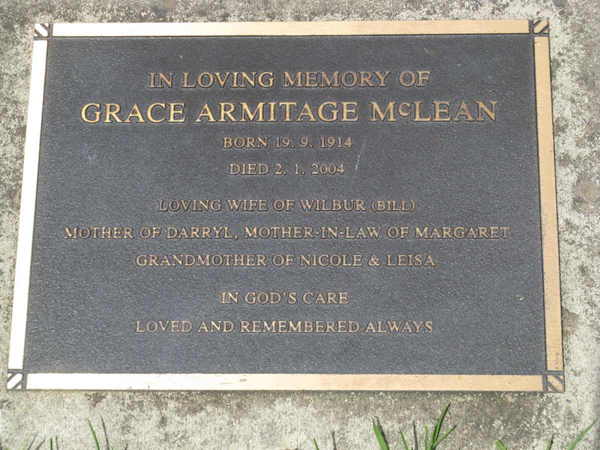 IN LOVING MEMORY OF
GRACE ARMITAGE McLEAN
BORN 19. 9. 1914
DIED 2. 1. 2004
LOVING WIFE OF WILBUR (BILL)
MOTHER OF DARRYL, MOTHER-IN-LAW OF MARGARET
GRANDMOTHER OF NICOLE & LEISA
IN GOD'S CARE
LOVED AND REMEMBERED ALWAYS